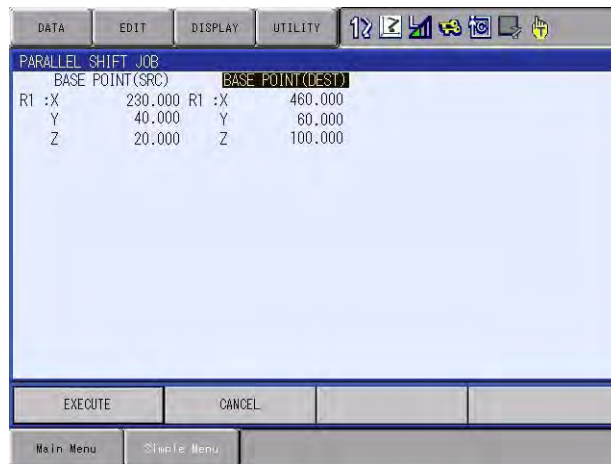 DATA EDIT DISPLAY UTILITY
PARALLEL SHIFT JOB
BASE POINT(SRC) BASE POINT(DEST)
R1 :X 230.000 R1 :X 460.000
Y 40.000 Y 60.000
Z 20.000 Z 100.000
EXECUTE CANCEL
Main Menu Simple Menu